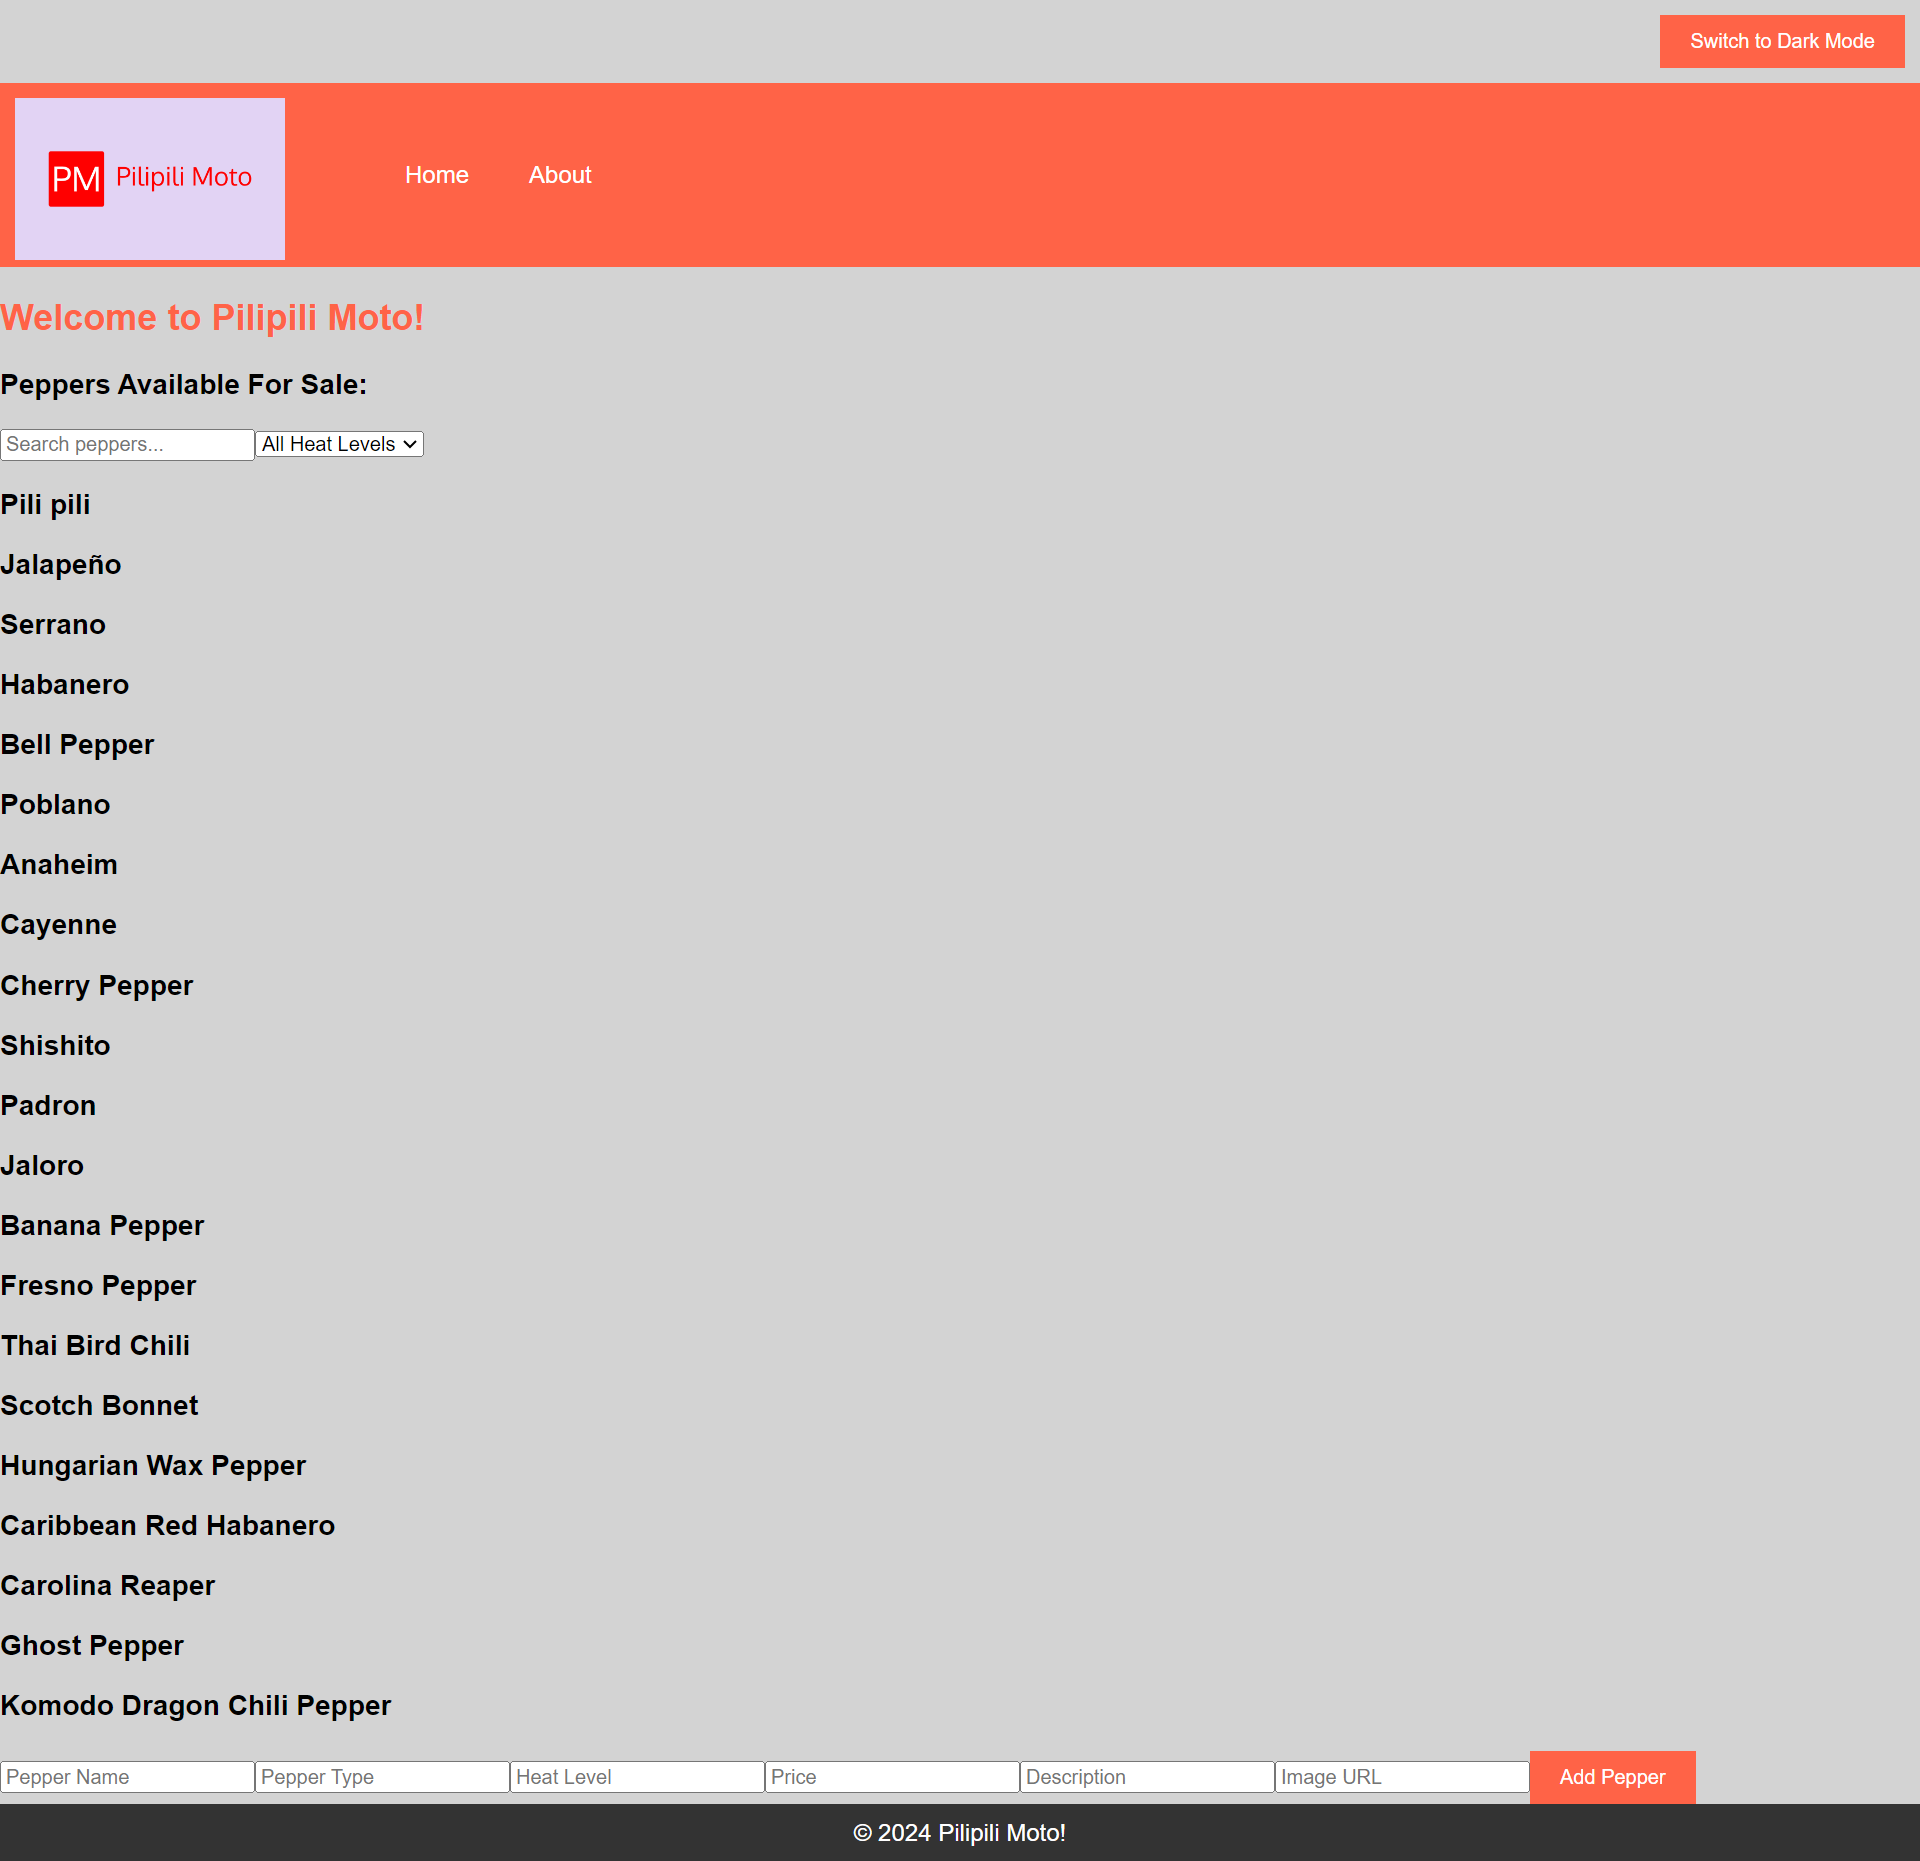 Switch to Dark Mode
PM Pilipili Moto
Home About
Welcome to Pilipili Moto!
Peppers Available For Sale:
Search peppers... All Heat Levels
Pili pili
Jalapeño
Serrano
Habanero
Bell Pepper
Poblano
Anaheim
Cayenne
Cherry Pepper
Shishito
Padron
Jaloro
Banana Pepper
Fresno Pepper
Thai Bird Chili
Scotch Bonnet
Hungarian Wax Pepper
Caribbean Red Habanero
Carolina Reaper
Ghost Pepper
Komodo Dragon Chili Pepper
Pepper Name Pepper Type Heat Level Price Description Image URL Add Pepper
© 2024 Pilipili Moto!